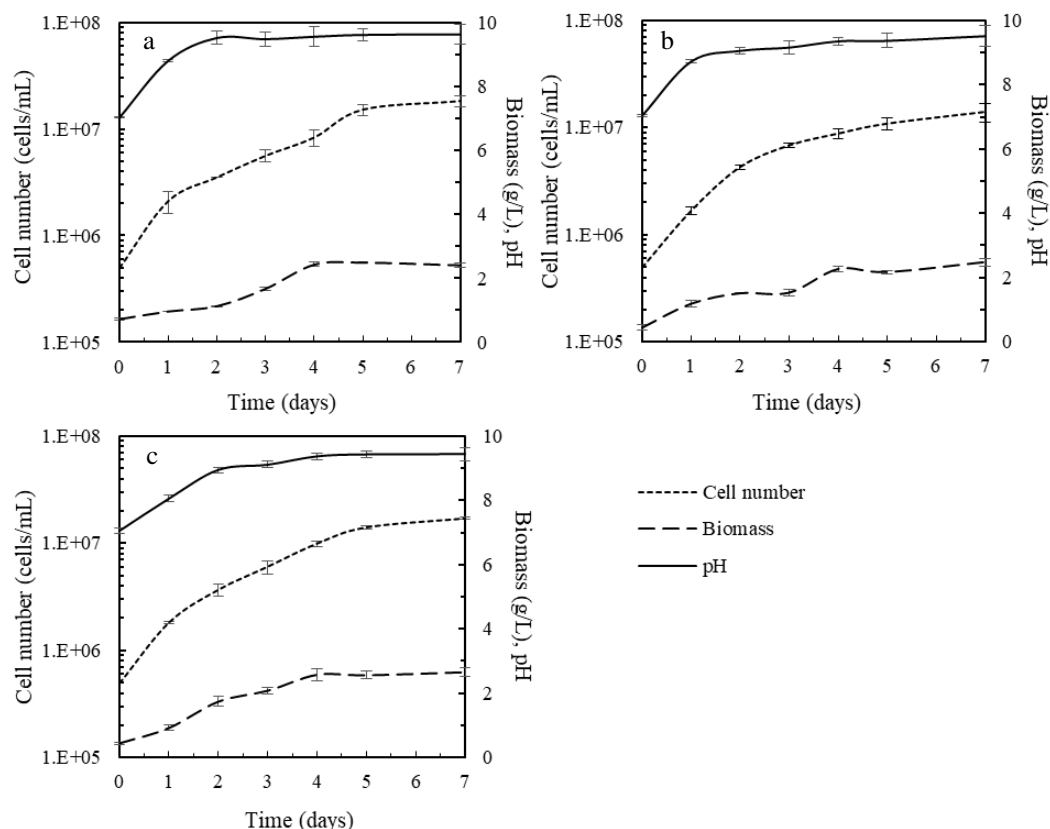 a
1.E+08
1.E+07
1.E+06
1.E+05
Cell number (cells/mL)
10
8
6
4
2
0
Biomass (g/L), pH
0 1 2 3 4 5 6 7
Time (days)
b
1.E+08
1.E+07
1.E+06
1.E+05
Cell number (cells/mL)
10
8
6
4
2
0
Biomass (g/L), pH
0 1 2 3 4 5 6 7
Time (days)
c
1.E+08
1.E+07
1.E+06
1.E+05
Cell number (cells/mL)
10
8
6
4
2
0
Biomass (g/L), pH
0 1 2 3 4 5 6 7
Time (days)
Cell number
Biomass
pH